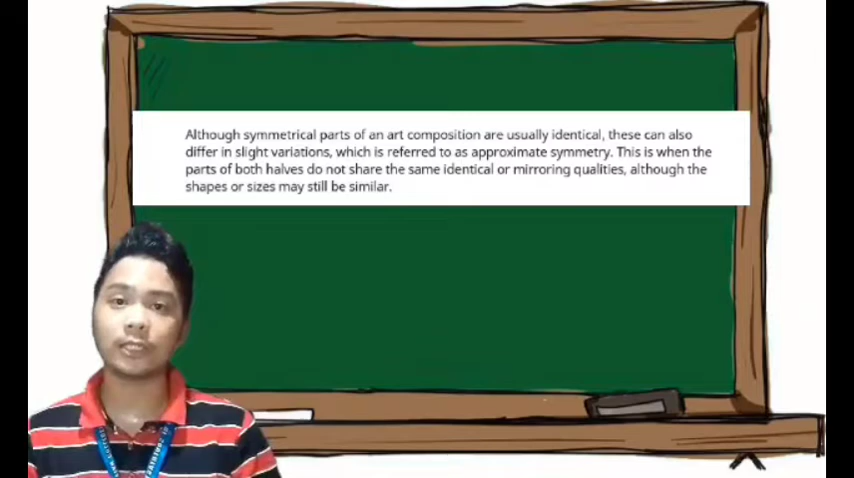 Although symmetrical parts of an art composition are usually identical, these can also
differ in slight variations, which is referred to as approximate symmetry. This is when the
parts of both halves do not share the same identical or mirroring qualities, although the
shapes or sizes may still be similar.